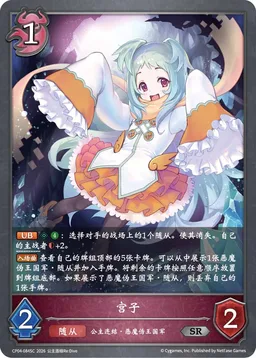 1
UB ④：选择对手的战场上的1个随从，使其消失。自己
的主战者+2。
入场曲 查看自己的牌组顶部的5张卡牌。可以从中展示1张恶魔
伪王国军·随从并加入手牌。将剩余的卡牌按照任意顺序放置
到牌组底部。如果展示了恶魔伪王国军·随从，则丢弃自己的
1张手牌。
宫子
2
随从
公主连结·恶魔伪王国军
SR
2
© Cygames, Inc.